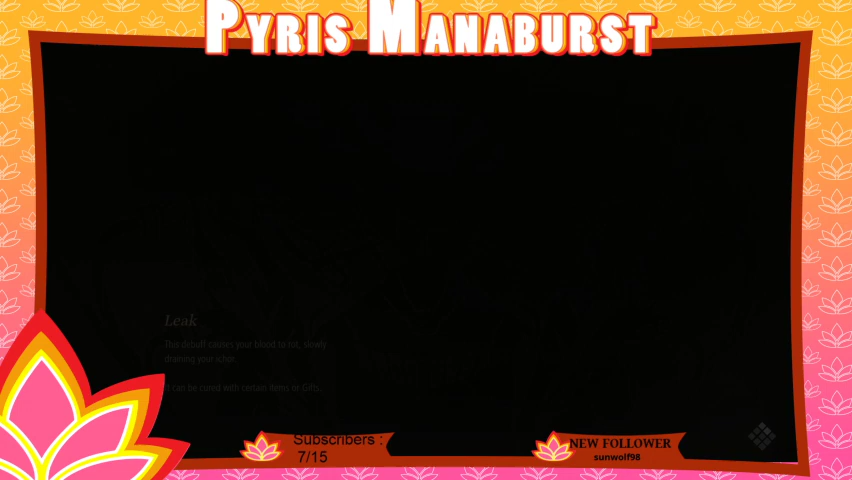 Pyris Manaburst
Leak
This debuff causes your blood to rot, slowly
draining your ichor.
It can be cured with certain Items or Gifts.
Subscribers :
7/15
NEW FOLLOWER
sunwolf98